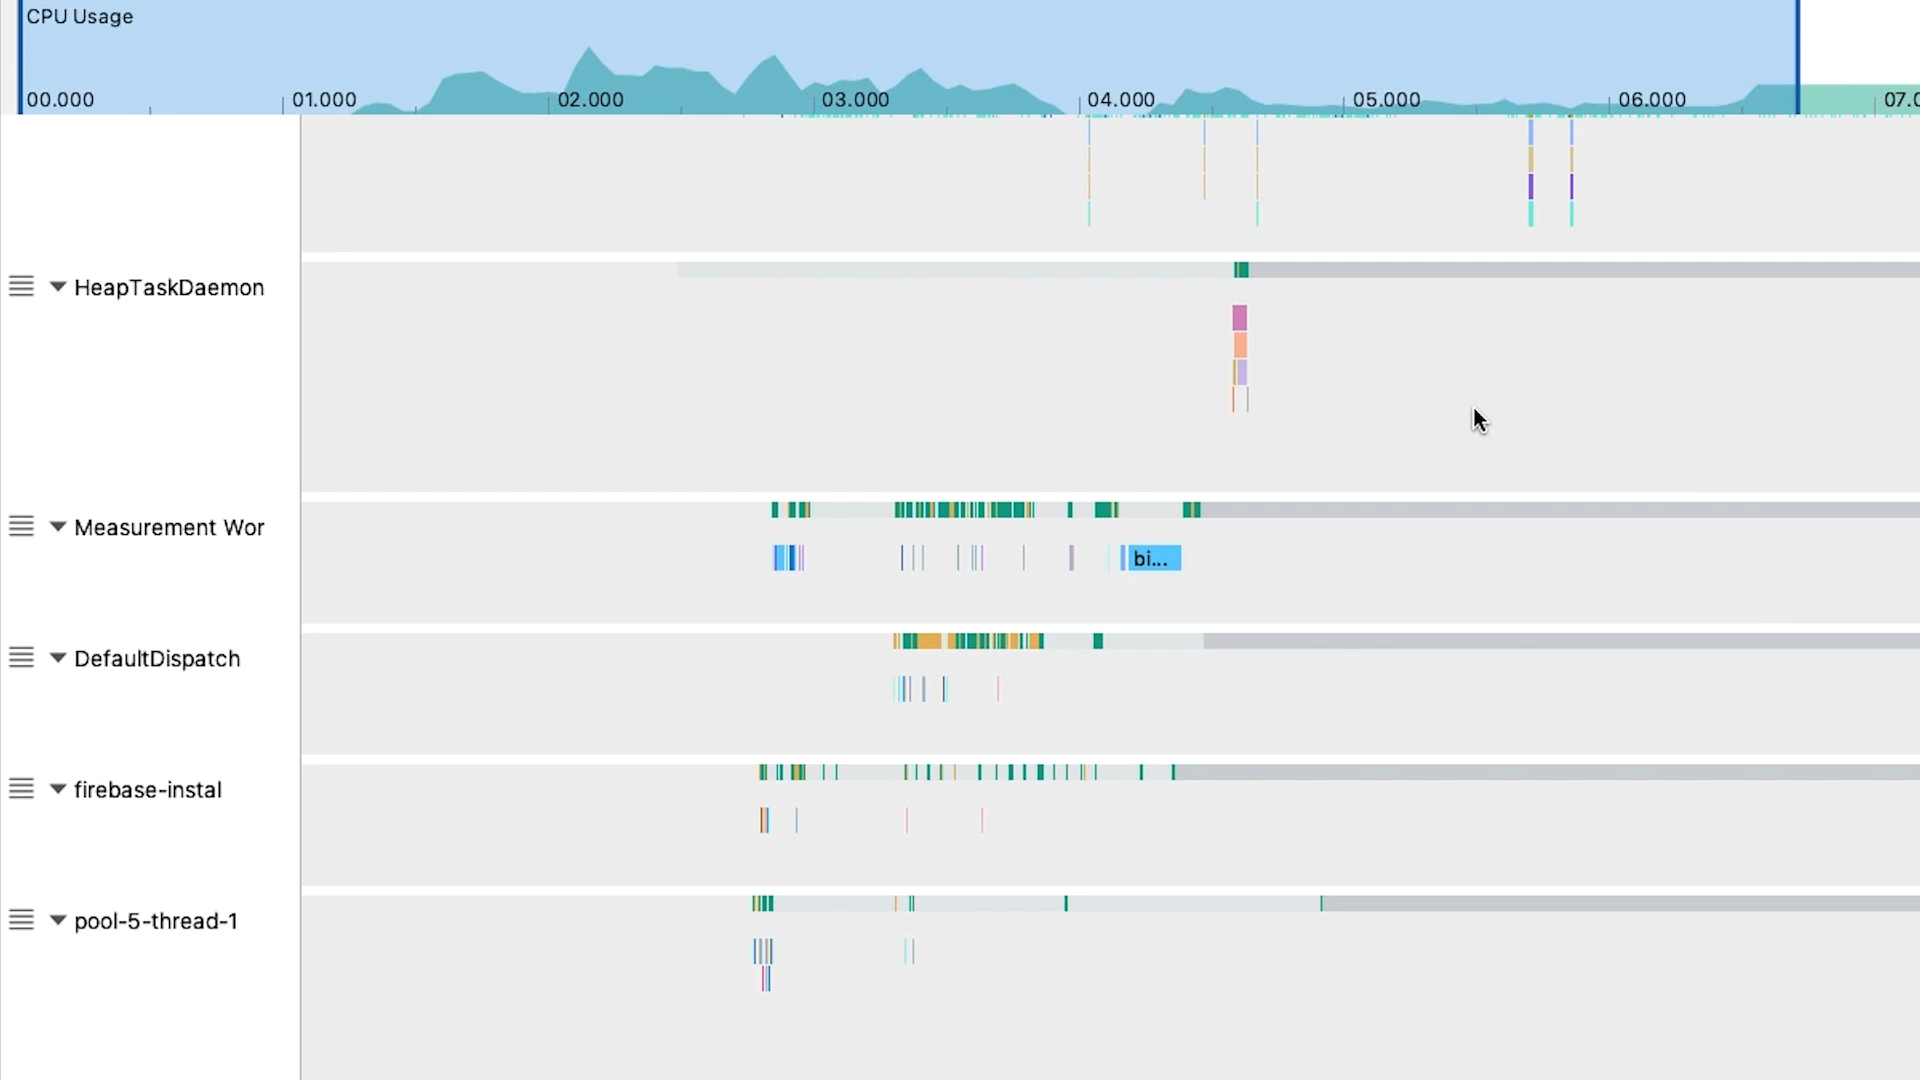 CPU Usage
00.000 01.000 02.000 03.000 04.000 05.000 06.000 07.0
HeapTaskDaemon
Measurement Wor
bi...
DefaultDispatch
firebase-instal
pool-5-thread-1